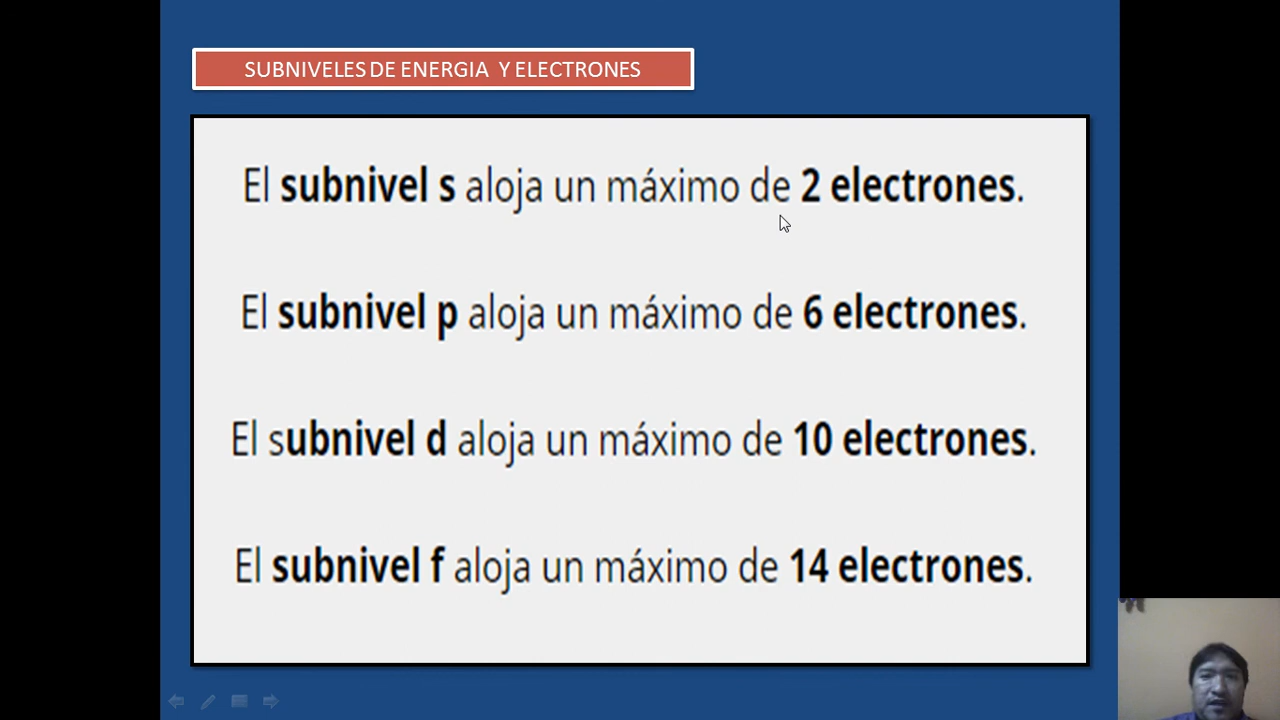 SUBNIVELES DE ENERGIA Y ELECTRONES
El subnivel s aloja un máximo de 2 electrones.
El subnivel p aloja un máximo de 6 electrones.
El subnivel d aloja un máximo de 10 electrones.
El subnivel f aloja un máximo de 14 electrones.